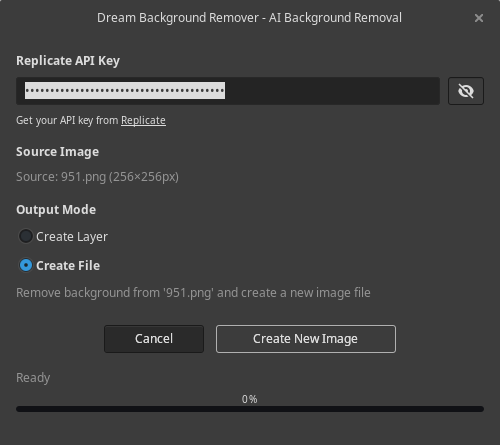 Dream Background Remover - AI Background Removal
Replicate API Key
••••••••••••••••••••••••••••••••••••••••
Get your API key from Replicate
Source Image
Source: 951.png (256×256px)
Output Mode
Create Layer
Create File
Remove background from '951.png' and create a new image file
Cancel
Create New Image
Ready
0%